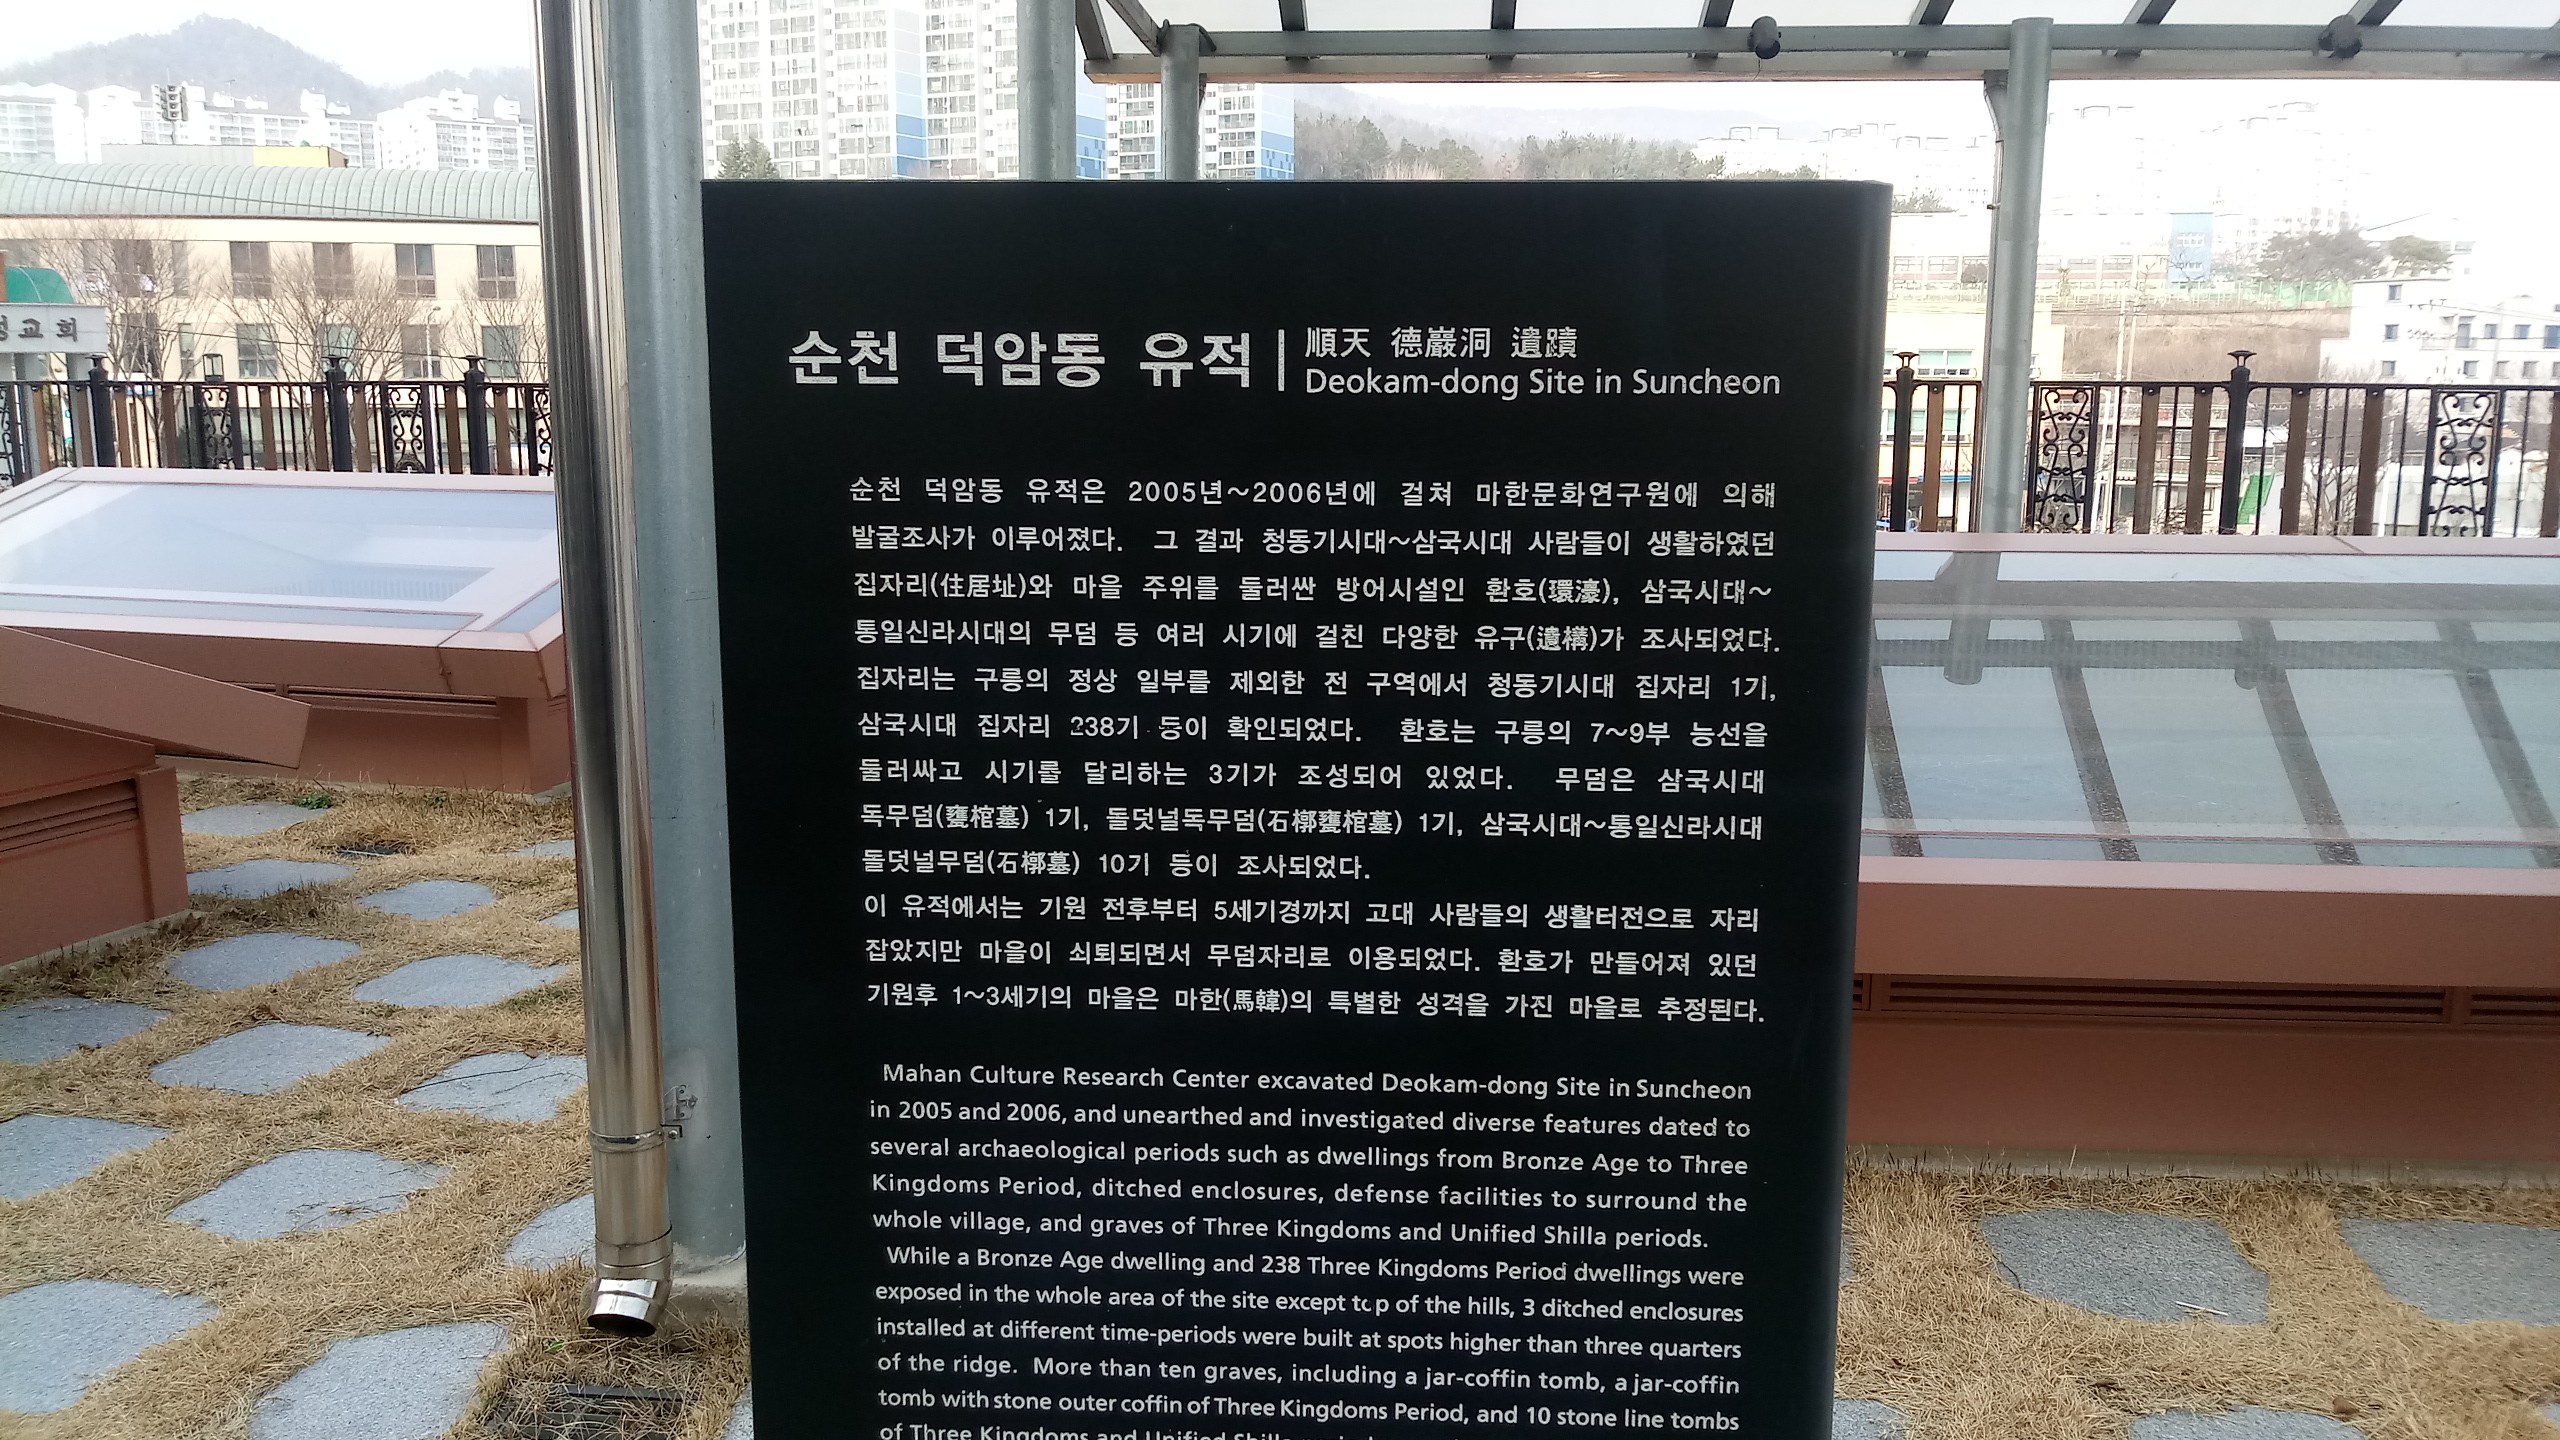 교회
순천 덕암동 유적
順天 德巖洞 遺蹟
Deokam-dong Site in Suncheon
순천 덕암동 유적은 2005년~2006년에 걸쳐 마한문화연구원에 의해
발굴조사가 이루어졌다. 그 결과 청동기시대~삼국시대 사람들이 생활하였던
집자리(住居址)와 마을 주위를 둘러싼 방어시설인 환호(環濠), 삼국시대~
통일신라시대의 무덤 등 여러 시기에 걸친 다양한 유구(遺構)가 조사되었다.
집자리는 구릉의 정상 일부를 제외한 전 구역에서 청동기시대 집자리 1기,
삼국시대 집자리 238기 등이 확인되었다. 환호는 구릉의 7~9부 능선을
둘러싸고 시기를 달리하는 3기가 조성되어 있었다. 무덤은 삼국시대
독무덤(甕棺墓) 1기, 돌덧널독무덤(石槨甕棺墓) 1기, 삼국시대~통일신라시대
돌덧널무덤(石槨墓) 10기 등이 조사되었다.
이 유적에서는 기원 전후부터 5세기경까지 고대 사람들의 생활터전으로 자리
잡았지만 마을이 쇠퇴되면서 무덤자리로 이용되었다. 환호가 만들어져 있던
기원후 1~3세기의 마을은 마한(馬韓)의 특별한 성격을 가진 마을로 추정된다.
Mahan Culture Research Center excavated Deokam-dong Site in Suncheon
in 2005 and 2006, and unearthed and investigated diverse features dated to
several archaeological periods such as dwellings from Bronze Age to Three
Kingdoms Period, ditched enclosures, defense facilities to surround the
whole village, and graves of Three Kingdoms and Unified Shilla periods.
While a Bronze Age dwelling and 238 Three Kingdoms Period dwellings were
exposed in the whole area of the site except top of the hills, 3 ditched enclosures
installed at different time-periods were built at spots higher than three quarters
of the ridge. More than ten graves, including a jar-coffin tomb, a jar-coffin
tomb with stone outer coffin of Three Kingdoms Period, and 10 stone line tombs
of Three Kingdoms and Unified Shilla